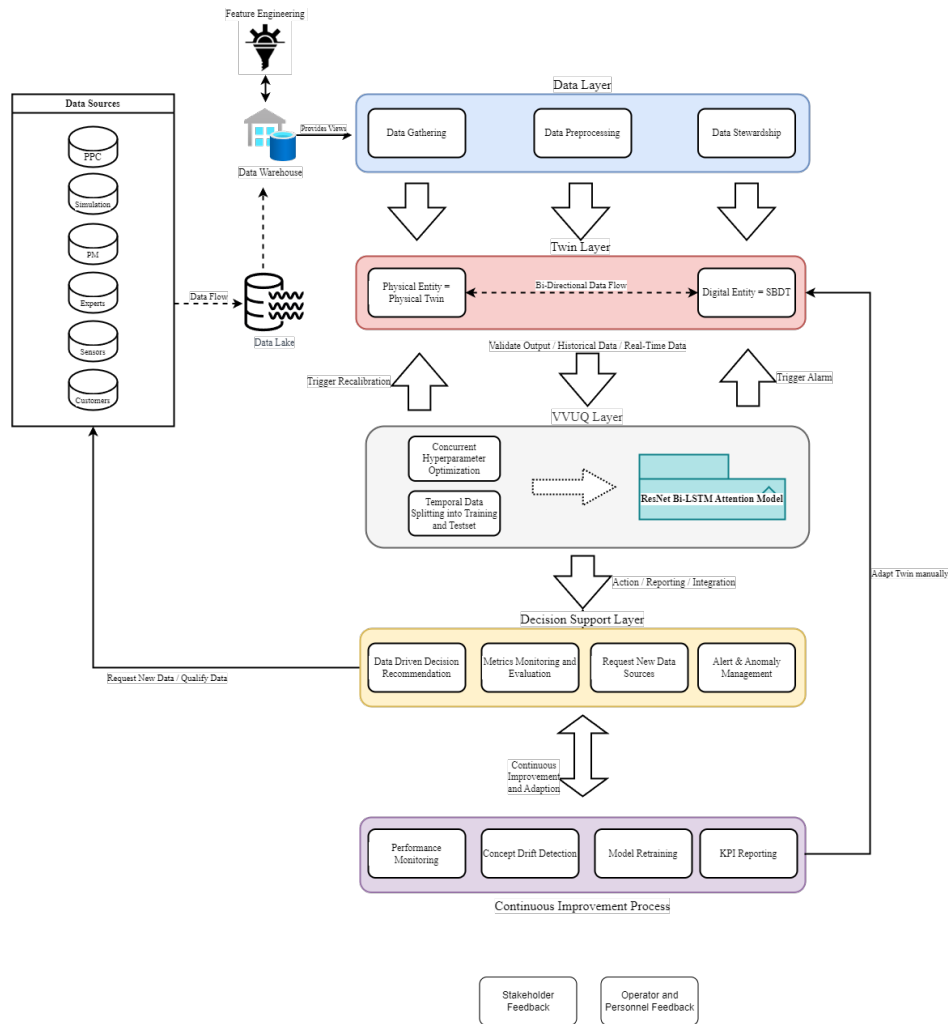 Feature Engineering
Data Layer
Data Sources
PPC
Simulation
PM
Experts
Sensors
Customers
Data Flow
Data Lake
Data Warehouse
Provides Views
Data Gathering
Data Preprocessing
Data Stewardship
Twin Layer
Physical Entity =
Physical Twin
Bi-Directional Data Flow
Digital Entity = SBDT
Validate Output / Historical Data / Real-Time Data
Trigger Recalibration
Trigger Alarm
VVUQ Layer
Concurrent
Hyperparameter
Optimization
Temporal Data
Splitting into Training
and Testset
ResNet Bi-LSTM Attention Model
Action / Reporting / Integration
Adapt Twin manually
Decision Support Layer
Data Driven Decision
Recommendation
Metrics Monitoring and
Evaluation
Request New Data
Sources
Alert & Anomaly
Management
Request New Data / Qualify Data
Continuous
Improvement
and Adaption
Performance
Monitoring
Concept Drift Detection
Model Retraining
KPI Reporting
Continuous Improvement Process
Stakeholder
Feedback
Operator and
Personnel Feedback